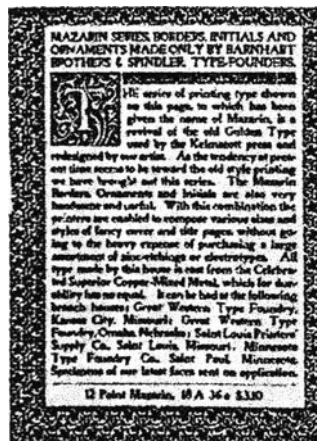 MAZARIN SERIES, BORDERS, INITIALS AND
ORNAMENTS MADE ONLY BY BARNHART
BROTHERS & SPINDLER, TYPE-FOUNDERS.
THE series of printing type shown
on this page, to which has been
given the name of Mazarin, is a
revival of the old Golden Type
used by the Kelmscott press and
redesigned by our artist. As the tendency at pres-
ent time seems to be toward the old style printing
we have brought out this series. The Mazarin
Borders, Ornaments and Initials are also very
handsome and useful. With this combination the
printers are enabled to compose various sizes and
styles of fancy cover and title pages, without go-
ing to the heavy expense of purchasing a large
assortment of zinc-etchings or electrotypes. All
type made by this house is cast from the Celebra-
ted Superior Copper-Mixed Metal, which for dur-
ability has no equal. It can be had at the following
branch houses: Great Western Type Foundry,
Kansas City, Missouri; Great Western Type
Foundry, Omaha, Nebraska; Saint Louis Printers'
Supply Co., Saint Louis, Missouri; Minnesota
Type Foundry Co., Saint Paul, Minnesota.
Specimens of our latest faces sent on application.
12 Point Mazarin, 18 A 36 a $3.10